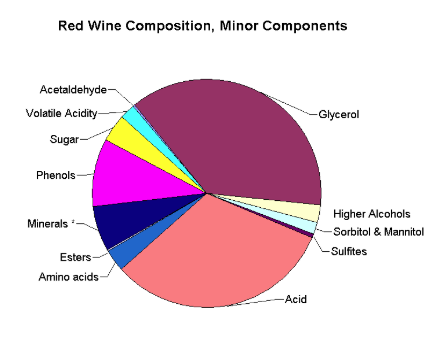 Red Wine Composition, Minor Components
Acetaldehyde
Volatile Acidity
Sugar
Phenols
Minerals ²
Esters
Amino acids
Glycerol
Higher Alcohols
Sorbitol & Mannitol
Sulfites
Acid